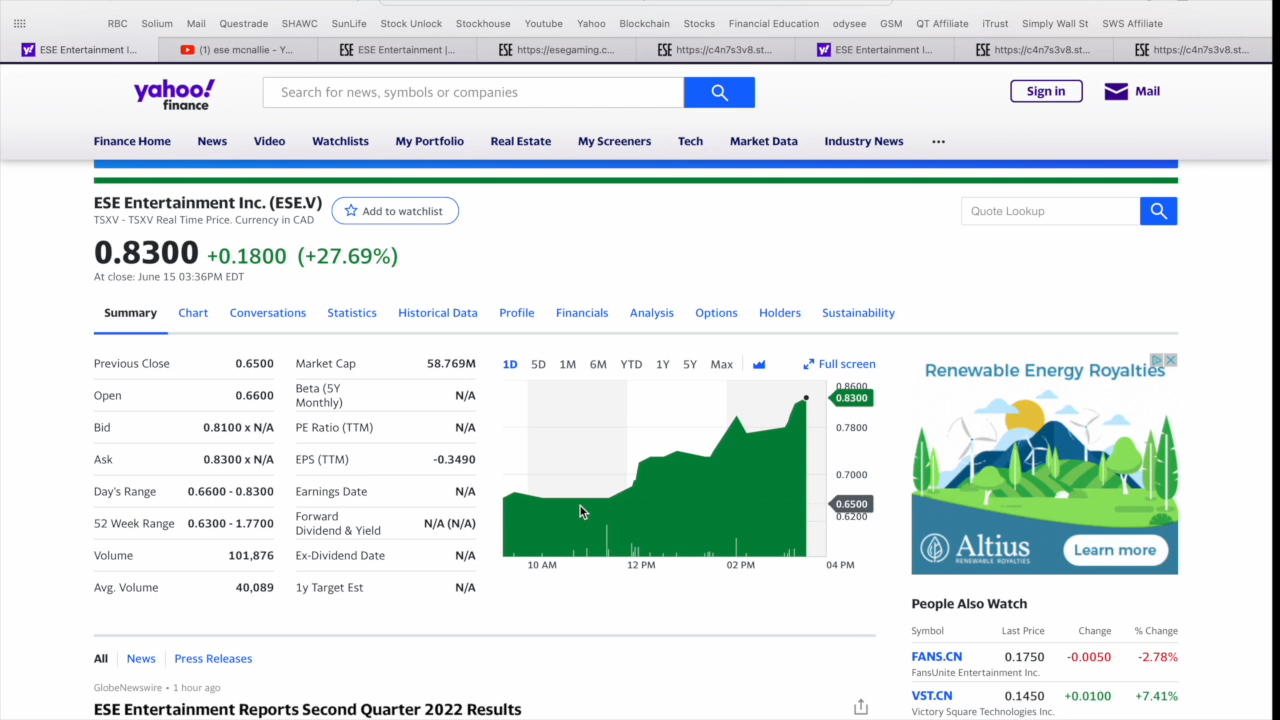 RBC Solium Mail Questrade SHAWC SunLife Stock Unlock Stockhouse Youtube Yahoo Blockchain Stocks Financial Education odysee GSM QT Affiliate iTrust Simply Wall St SWS Affiliate
ESE Entertainment I... (1) ese mcnallie - Y... ESE ESE Entertainment |... ESE https://esegaming.c... ESE https://c4n7s3v8.st... ESE Entertainment I... ESE https://c4n7s3v8.st... ESE https://c4n7s3v8.st...
yahoo! finance
Search for news, symbols or companies
Sign in
Mail
Finance Home News Video Watchlists My Portfolio Real Estate My Screeners Tech Market Data Industry News ...
ESE Entertainment Inc. (ESE.V)
Add to watchlist
Quote Lookup
TSXV - TSXV Real Time Price. Currency in CAD
0.8300 +0.1800 (+27.69%)
At close: June 15 03:36PM EDT
Summary Chart Conversations Statistics Historical Data Profile Financials Analysis Options Holders Sustainability
Previous Close 0.6500
Open 0.6600
Bid 0.8100 x N/A
Ask 0.8300 x N/A
Day's Range 0.6600 - 0.8300
52 Week Range 0.6300 - 1.7700
Volume 101,876
Avg. Volume 40,089
Market Cap 58.769M
Beta (5Y
Monthly) N/A
PE Ratio (TTM) N/A
EPS (TTM) -0.3490
Earnings Date N/A
Forward
Dividend & Yield N/A (N/A)
Ex-Dividend Date N/A
1y Target Est N/A
1D 5D 1M 6M YTD 1Y 5Y Max Full screen
0.8600
0.8300
0.7800
0.7000
0.6500
0.6200
10 AM 12 PM 02 PM 04 PM
Renewable Energy Royalties
Altius
RENEWABLE ROYALTIES
Learn more
People Also Watch
Symbol Last Price Change % Change
FANS.CN 0.1750 -0.0050 -2.78%
FansUnite Entertainment Inc.
VST.CN 0.1450 +0.0100 +7.41%
Victory Square Technologies Inc.
All News Press Releases
GlobeNewswire • 1 hour ago
ESE Entertainment Reports Second Quarter 2022 Results